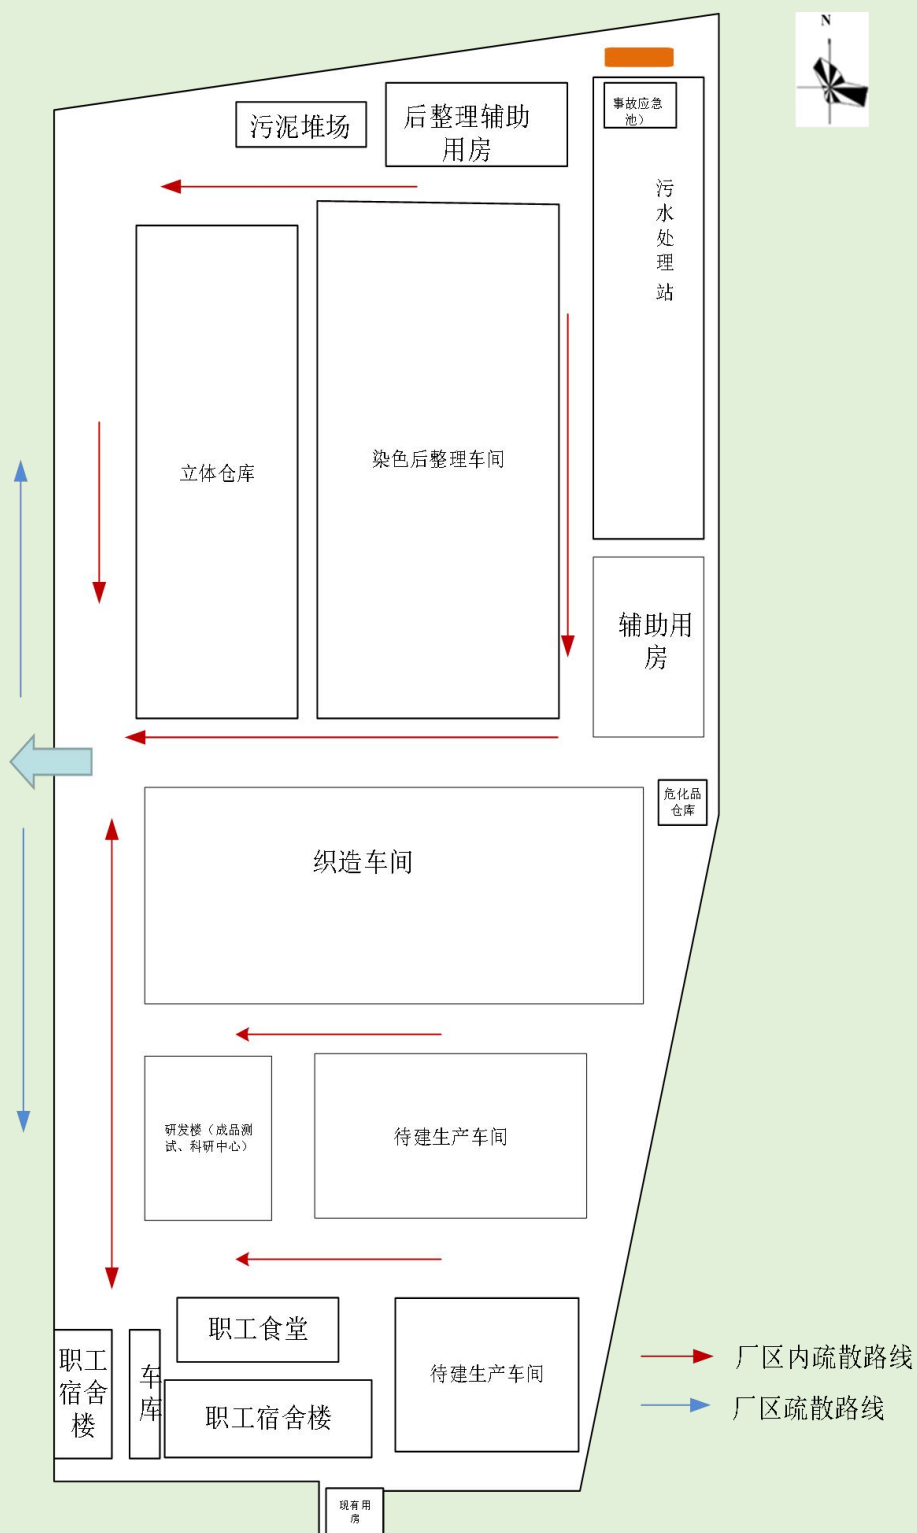 N
事故应急
池）
污泥堆场
后整理辅助
用房
污
水
处
理
站
立体仓库
染色后整理车间
辅助用
房
危化品
仓库
织造车间
研发楼（成品测
试、科研中心）
待建生产车间
职工食堂
职工
宿舍
楼
车
库
职工宿舍楼
待建生产车间
厂区内疏散路线
厂区疏散路线
现有用
房